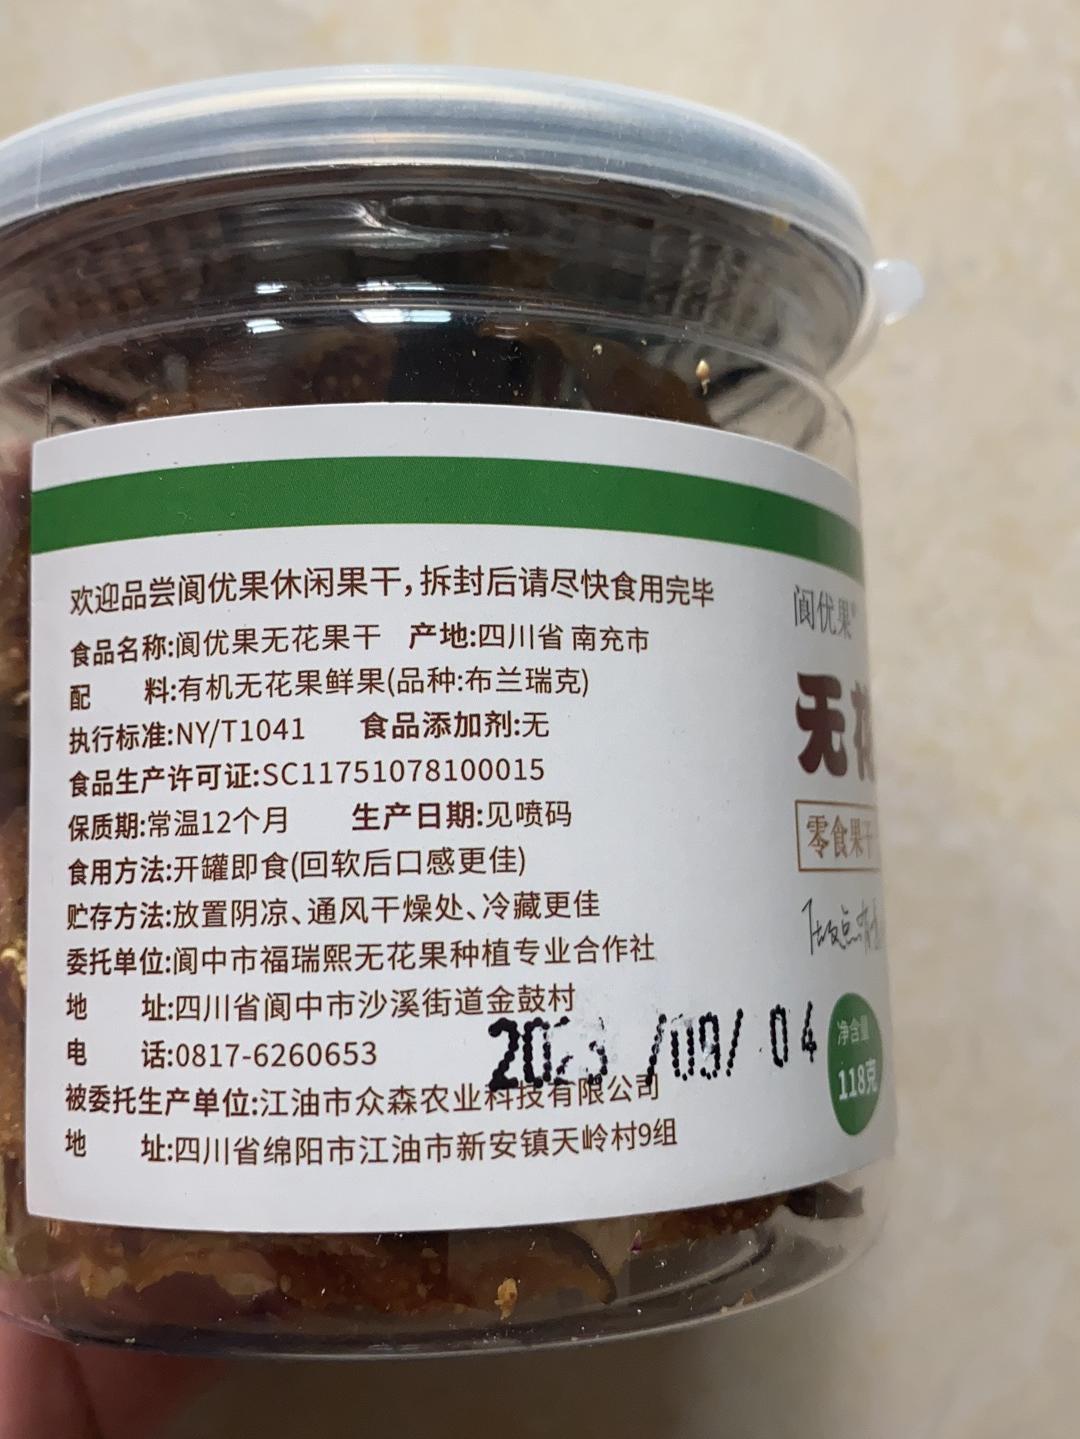 欢迎品尝阆优果休闲果干,拆封后请尽快食用完毕
食品名称:阆优果无花果干 产地:四川省 南充市
配 料:有机无花果鲜果(品种:布兰瑞克)
执行标准:NY/T1041 食品添加剂:无
食品生产许可证:SC11751078100015
保质期:常温12个月 生产日期:见喷码
食用方法:开罐即食(回软后口感更佳)
贮存方法:放置阴凉、通风干燥处、冷藏更佳
委托单位:阆中市福瑞熙无花果种植专业合作社
地 址:四川省阆中市沙溪街道金鼓村
电 话:0817-6260653
2023/09/04
被委托生产单位:江油市众森农业科技有限公司
地 址:四川省绵阳市江油市新安镇天岭村9组
阆优果®
无花
零食果干
净含量
118克